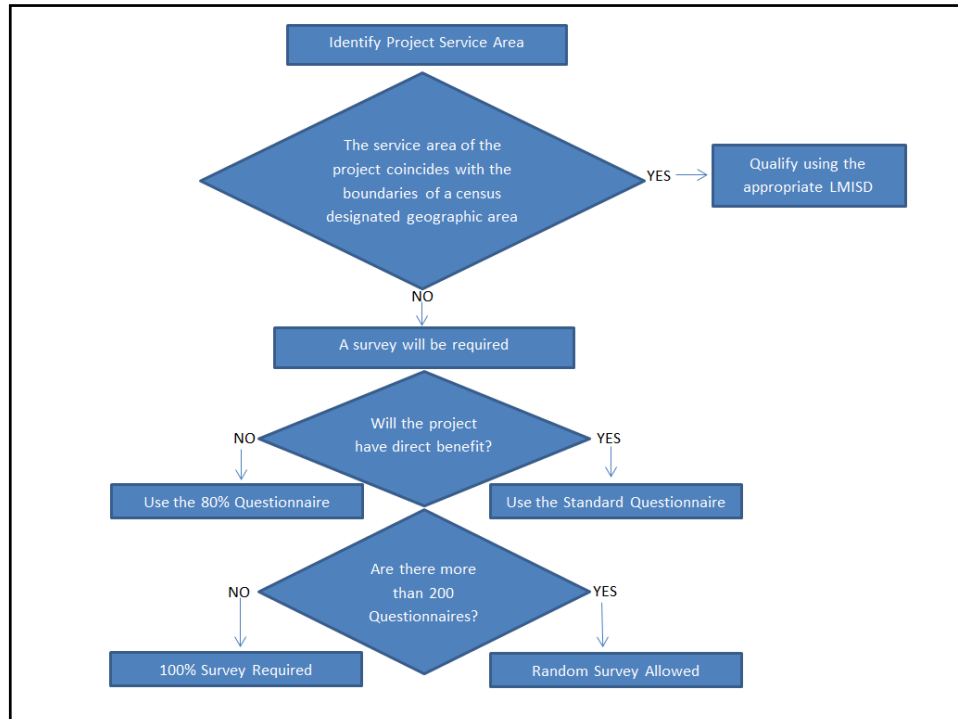 Identify Project Service Area
The service area of the
project coincides with the
boundaries of a census
designated geographic area
YES
Qualify using the
appropriate LMISD
NO
A survey will be required
Will the project
have direct benefit?
NO
YES
Use the 80% Questionnaire
Use the Standard Questionnaire
Are there more
than 200
Questionnaires?
NO
YES
100% Survey Required
Random Survey Allowed